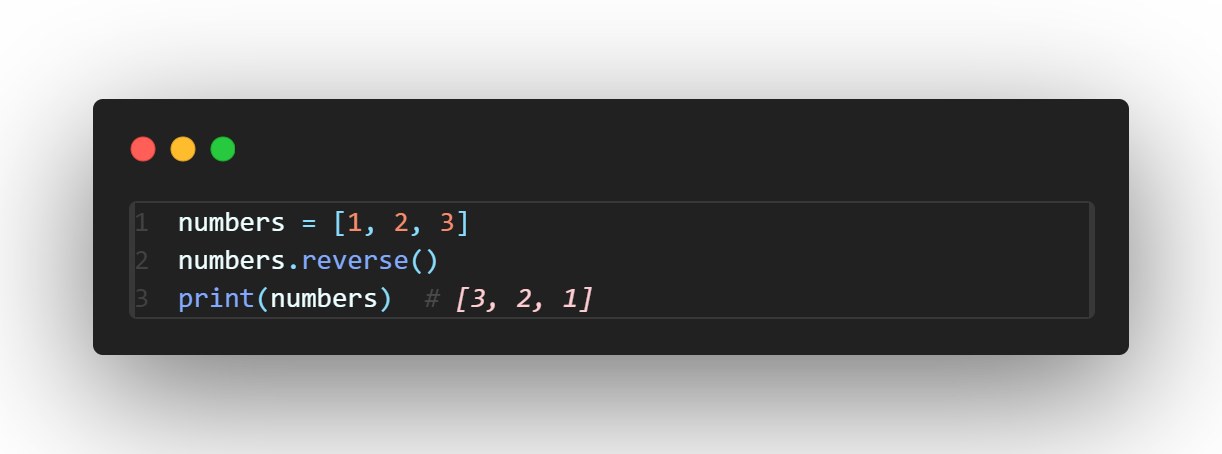 1 numbers = [1, 2, 3]
2 numbers.reverse()
3 print(numbers)  # [3, 2, 1]